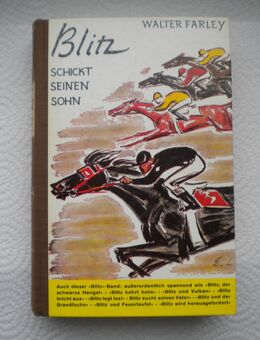 WALTER FARLEY
Blitz
SCHICKT
SEINEN
SOHN
1
Auch dieser »Blitz«-Band: außerordentlich spannend wie »Blitz, der
schwarze Hengst« · »Blitz kehrt heim« · »Blitz und Vulkan« · »Blitz
bricht aus« · »Blitz legt los!« · »Blitz sucht seinen Vater« · »Blitz und der
Brandfuchs« · »Blitz und Feuerteufel« · »Blitz wird herausgefordert«